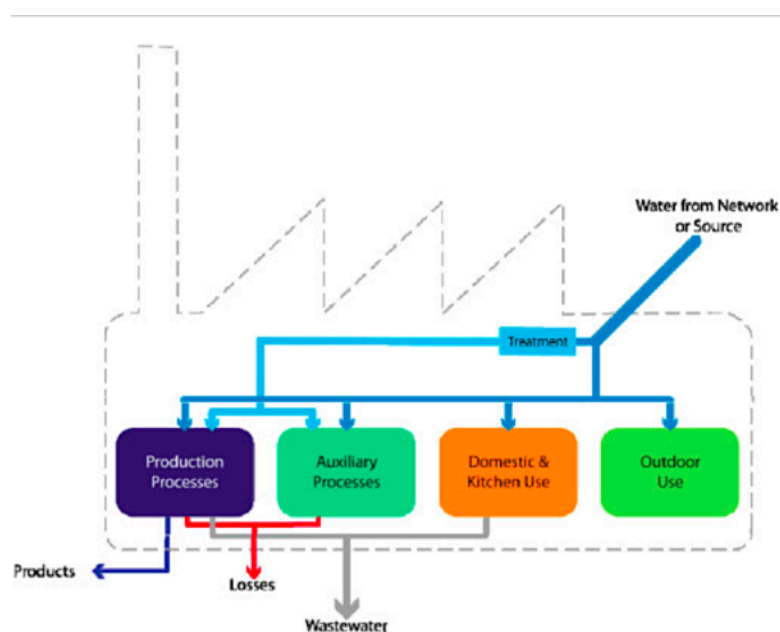 Water from Network
or Source
Treatment
Production
Processes
Auxiliary
Processes
Domestic &
Kitchen Use
Outdoor
Use
Products
Losses
Wastewater